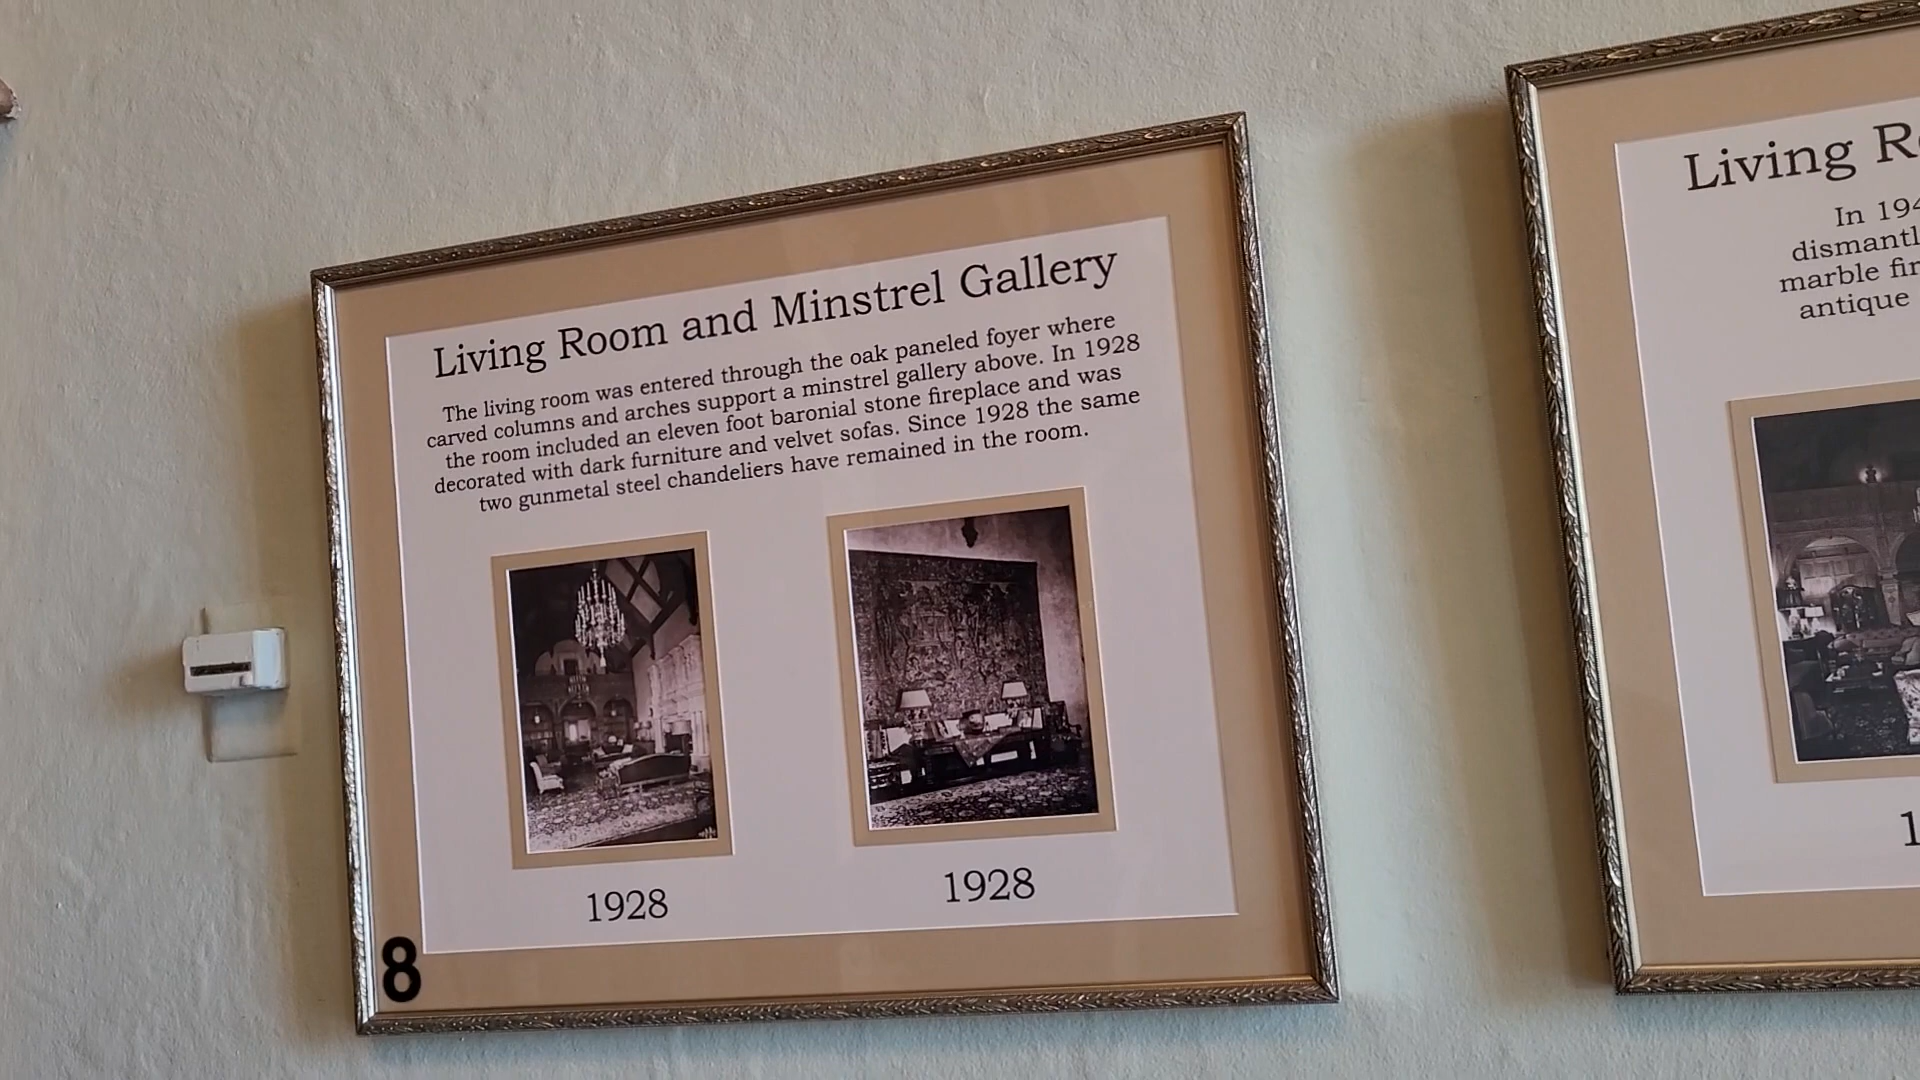 Living Room and Minstrel Gallery
The living room was entered through the oak paneled foyer where
carved columns and arches support a minstrel gallery above. In 1928
the room included an eleven foot baronial stone fireplace and was
decorated with dark furniture and velvet sofas. Since 1928 the same
two gunmetal steel chandeliers have remained in the room.
1928
1928
8
Living
In
marble
antique